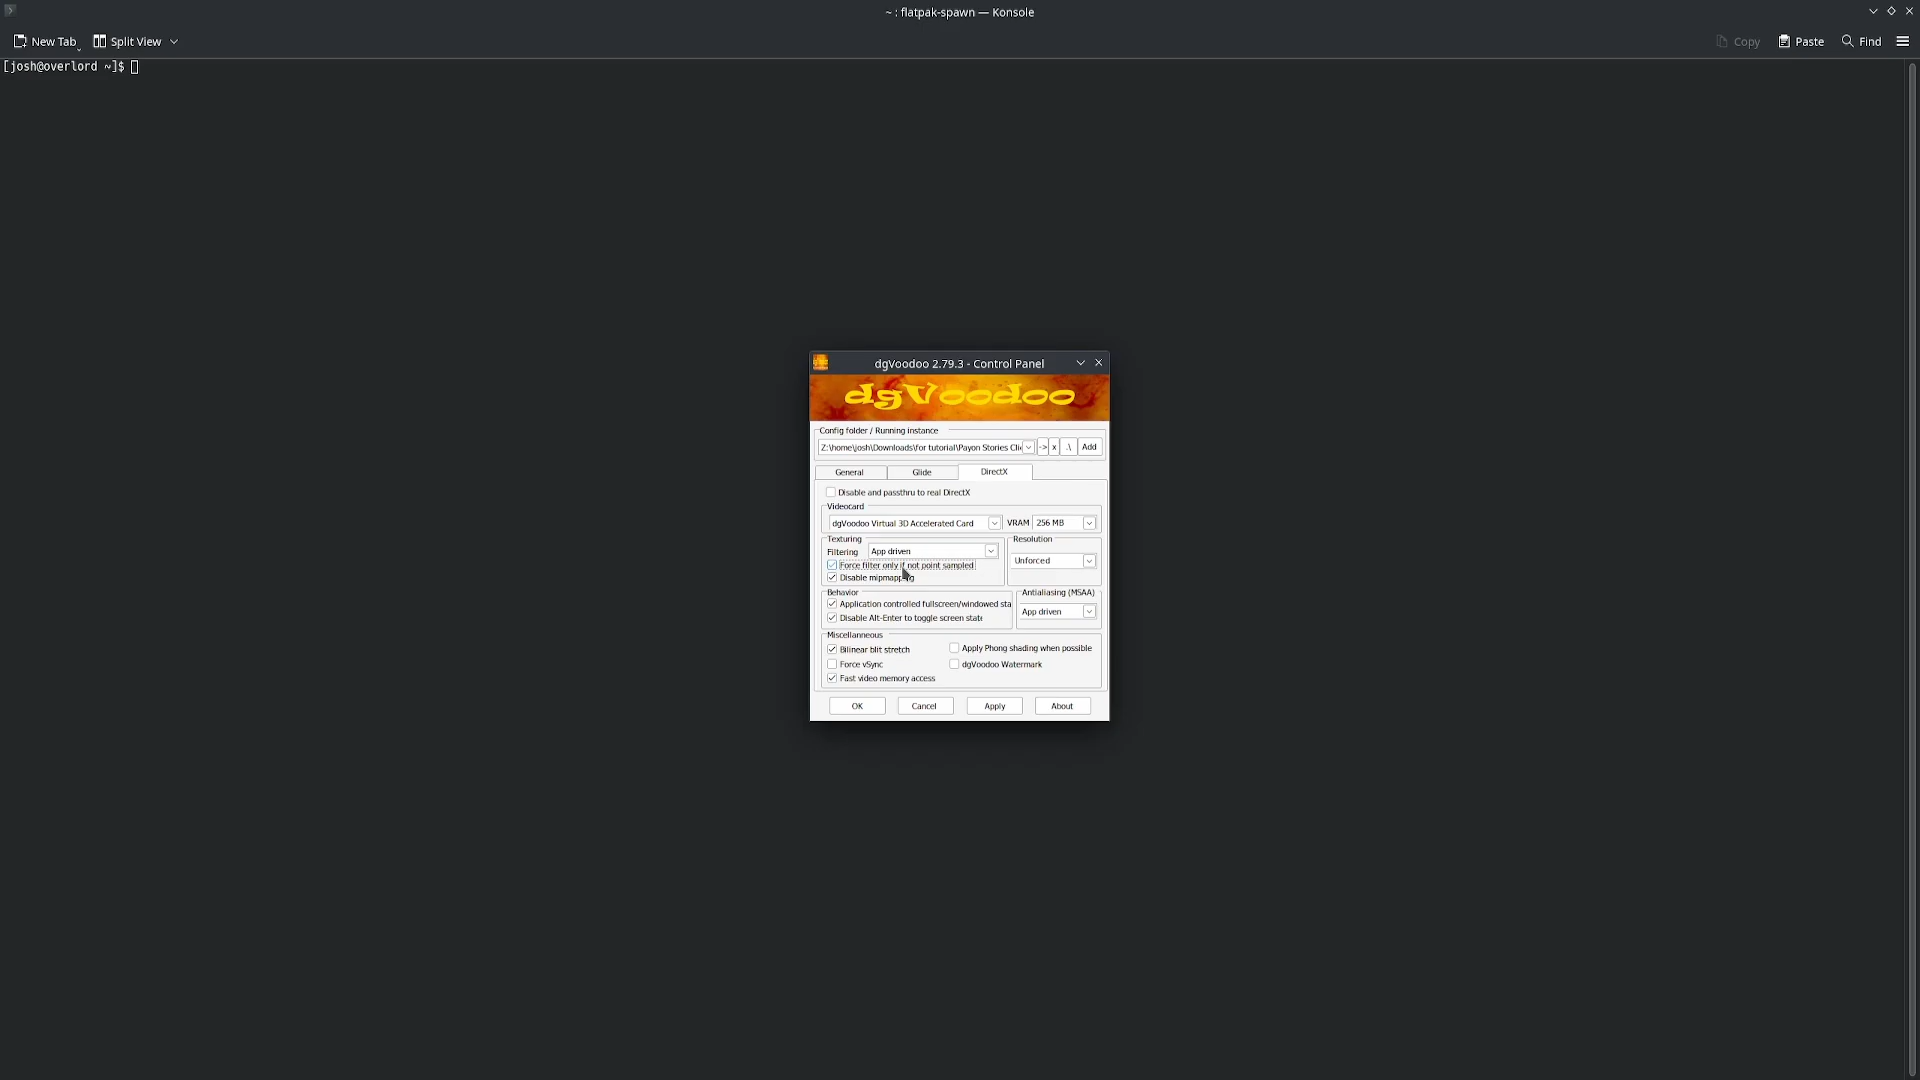 ~ : flatpak-spawn — Konsole
New Tab Split View Copy Paste Find
[josh@overlord ~]$
dgVoodoo 2.79.3 - Control Panel
dgVoodoo
Config folder / Running instance
Z:\home\josh\Downloads\for tutorial\Payon Stories Cli -> x .\ Add
General Glide DirectX
Disable and passthru to real DirectX
Videocard
dgVoodoo Virtual 3D Accelerated Card VRAM 256 MB
Texturing Resolution
Filtering App driven
Unforced
Force filter only if not point sampled
Disable mipmapping
Behavior Antialiasing (MSAA)
Application controlled fullscreen/windowed sta
App driven
Disable Alt-Enter to toggle screen state
Miscellaneous
Bilinear blit stretch Apply Phong shading when possible
Force vSync dgVoodoo Watermark
Fast video memory access
OK Cancel Apply About